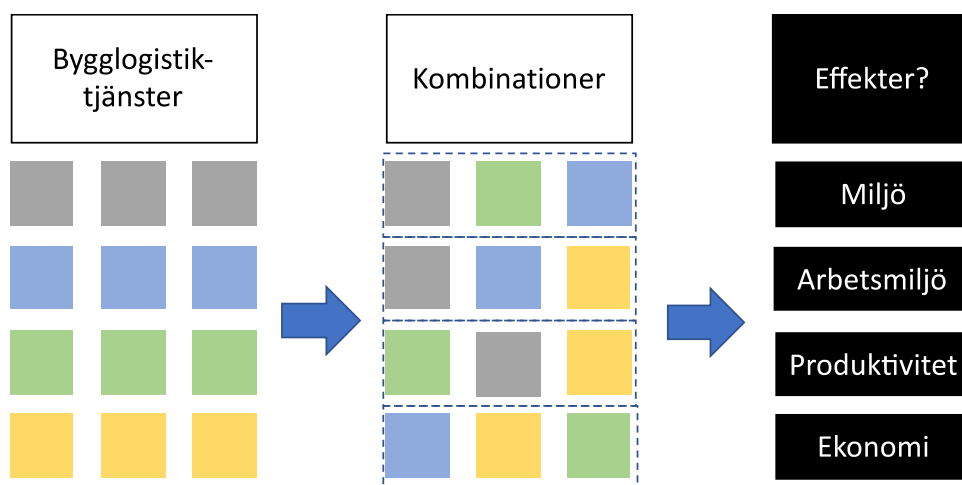 Bygglogistik-
tjänster
Kombinationer
Effekter?
Miljö
Arbetsmiljö
Produktivitet
Ekonomi